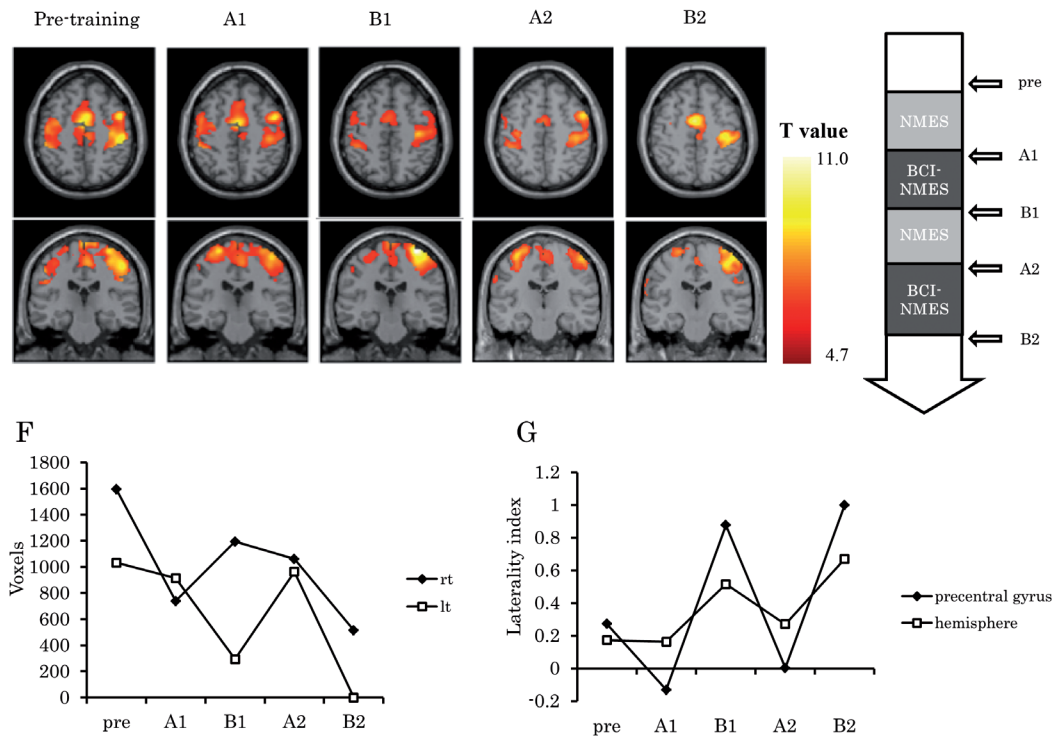 Pre-training A1 B1 A2 B2
T value
11.0
4.7
pre
NMES
A1
BCI-
NMES
B1
NMES
A2
BCI-
NMES
B2
F
1800
1600
1400
1200
1000
800
600
400
200
0
Voxels
pre A1 B1 A2 B2
rt
lt
G
1.2
1
0.8
0.6
0.4
0.2
0
-0.2
Laterality index
pre A1 B1 A2 B2
precentral gyrus
hemisphere